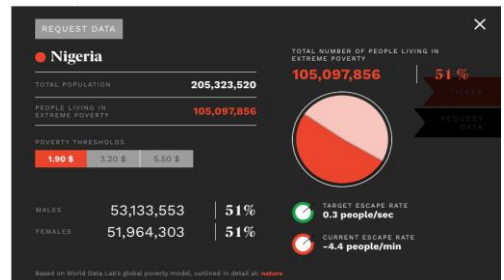 REQUEST DATA
Nigeria
TOTAL POPULATION 205,323,520
PEOPLE LIVING IN
EXTREME POVERTY 105,097,856
POVERTY THRESHOLDS
1.90 $ 3.20 $ 5.50 $
MALES 53,133,553 51%
FEMALES 51,964,303 51%
Based on World Data Lab's global poverty model, outlined in detail at: nature
TOTAL NUMBER OF PEOPLE LIVING IN
EXTREME POVERTY
105,097,856 51%
TICKER
REQUEST
DATA
TARGET ESCAPE RATE
0.3 people/sec
CURRENT ESCAPE RATE
-4.4 people/min